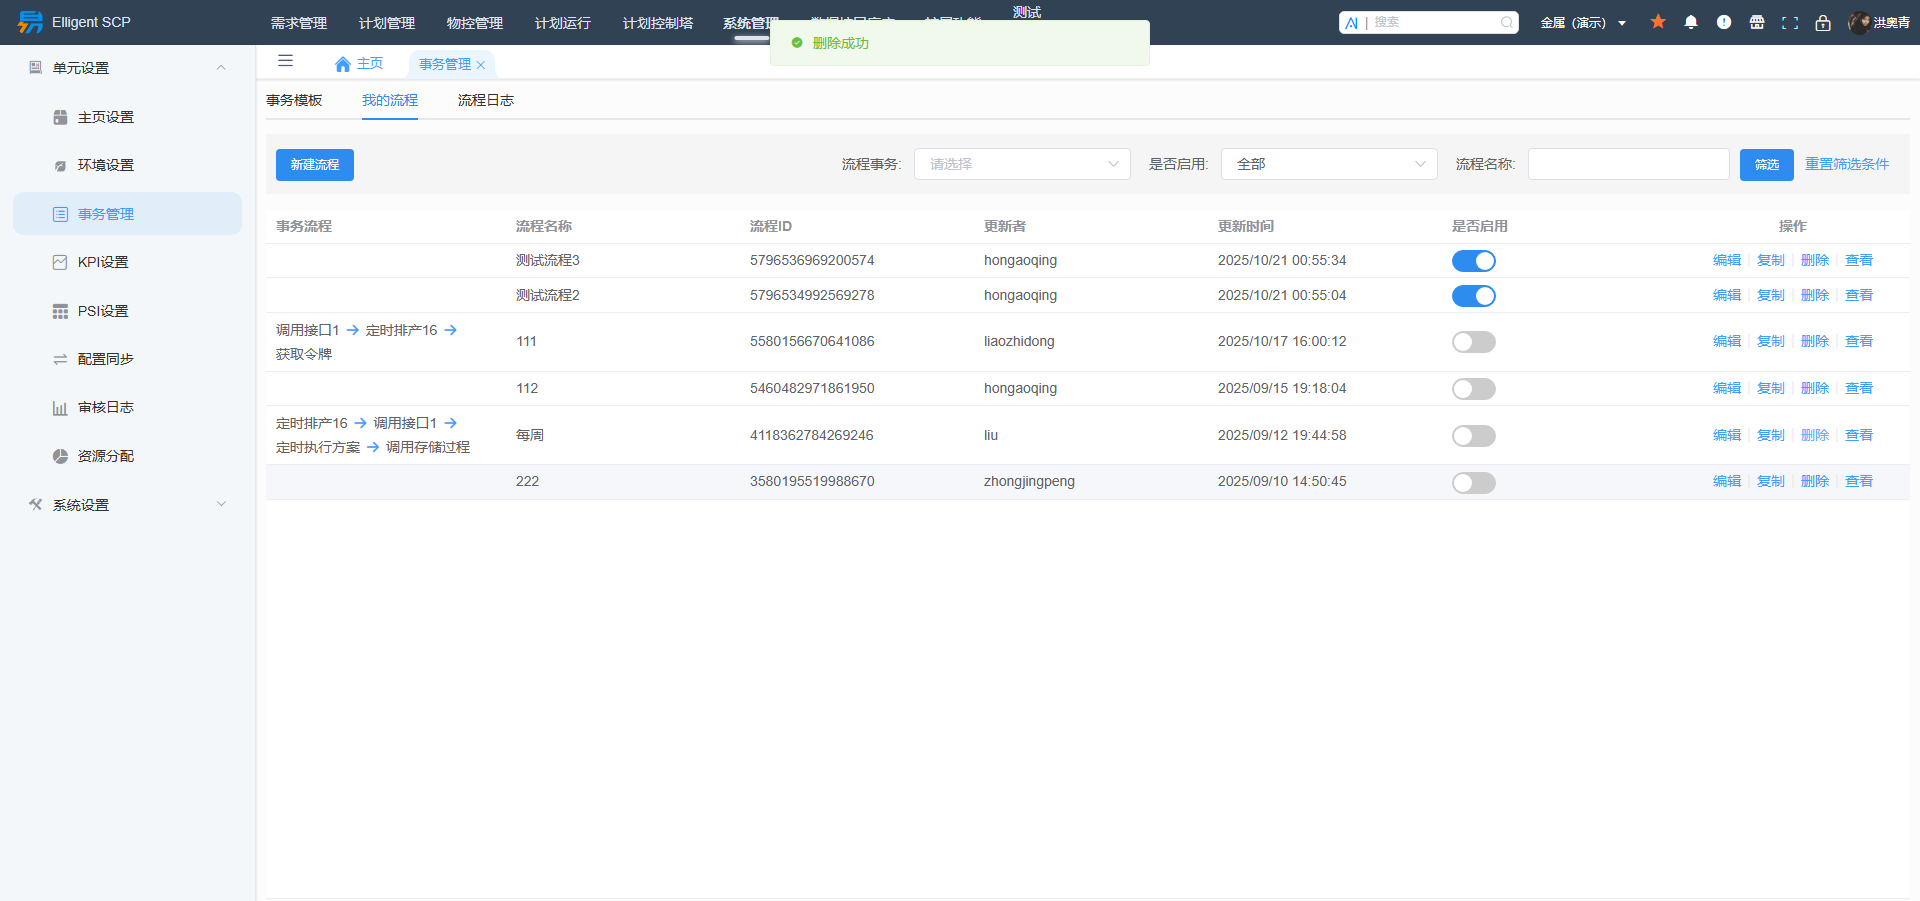 Elligent SCP
需求管理 计划管理 物控管理 计划运行 计划控制塔 系统管理 测试
AI | 搜索
金属（演示） 洪奥青
删除成功
单元设置
主页设置
环境设置
事务管理
KPI设置
PSI设置
配置同步
审核日志
资源分配
系统设置
主页 事务管理
事务模板 我的流程 流程日志
新建流程 流程事务: 请选择 是否启用: 全部 流程名称: 筛选 重置筛选条件
事务流程 流程名称 流程ID 更新者 更新时间 是否启用 操作
测试流程3 5796536969200574 hongaoqing 2025/10/21 00:55:34 编辑 复制 删除 查看
测试流程2 5796534992569278 hongaoqing 2025/10/21 00:55:04 编辑 复制 删除 查看
调用接口1 → 定时排产16 →
获取令牌
111 5580156670641086 liaozhidong 2025/10/17 16:00:12 编辑 复制 删除 查看
112 5460482971861950 hongaoqing 2025/09/15 19:18:04 编辑 复制 删除 查看
定时排产16 → 调用接口1 →
定时执行方案 → 调用存储过程
每周 4118362784269246 liu 2025/09/12 19:44:58 编辑 复制 删除 查看
222 3580195519988670 zhongjingpeng 2025/09/10 14:50:45 编辑 复制 删除 查看